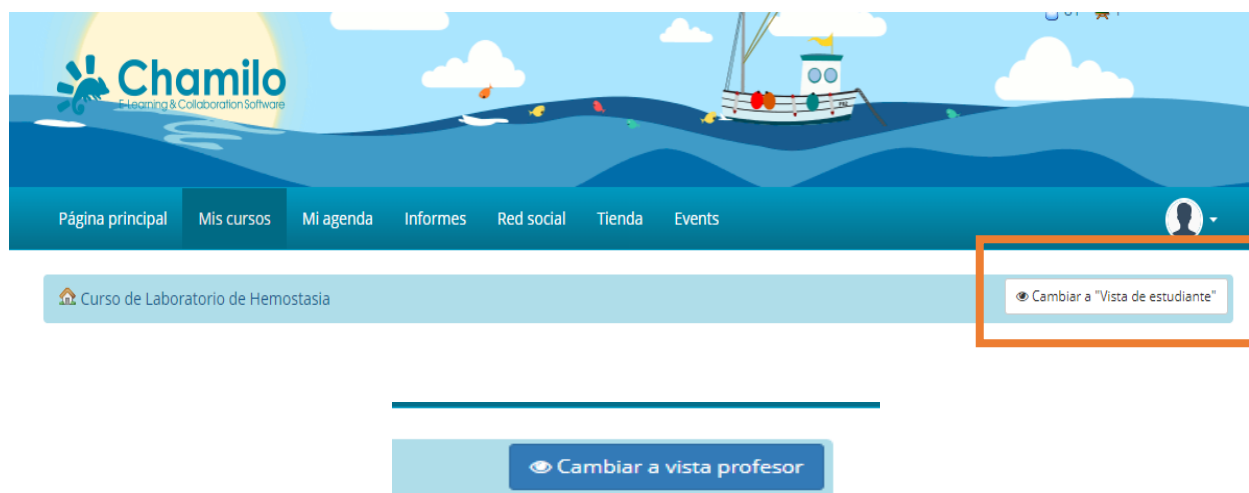 Chamilo
E-Learning & Collaboration Software
Página principal Mis cursos Mi agenda Informes Red social Tienda Events
Curso de Laboratorio de Hemostasia
Cambiar a "Vista de estudiante"
Cambiar a vista profesor